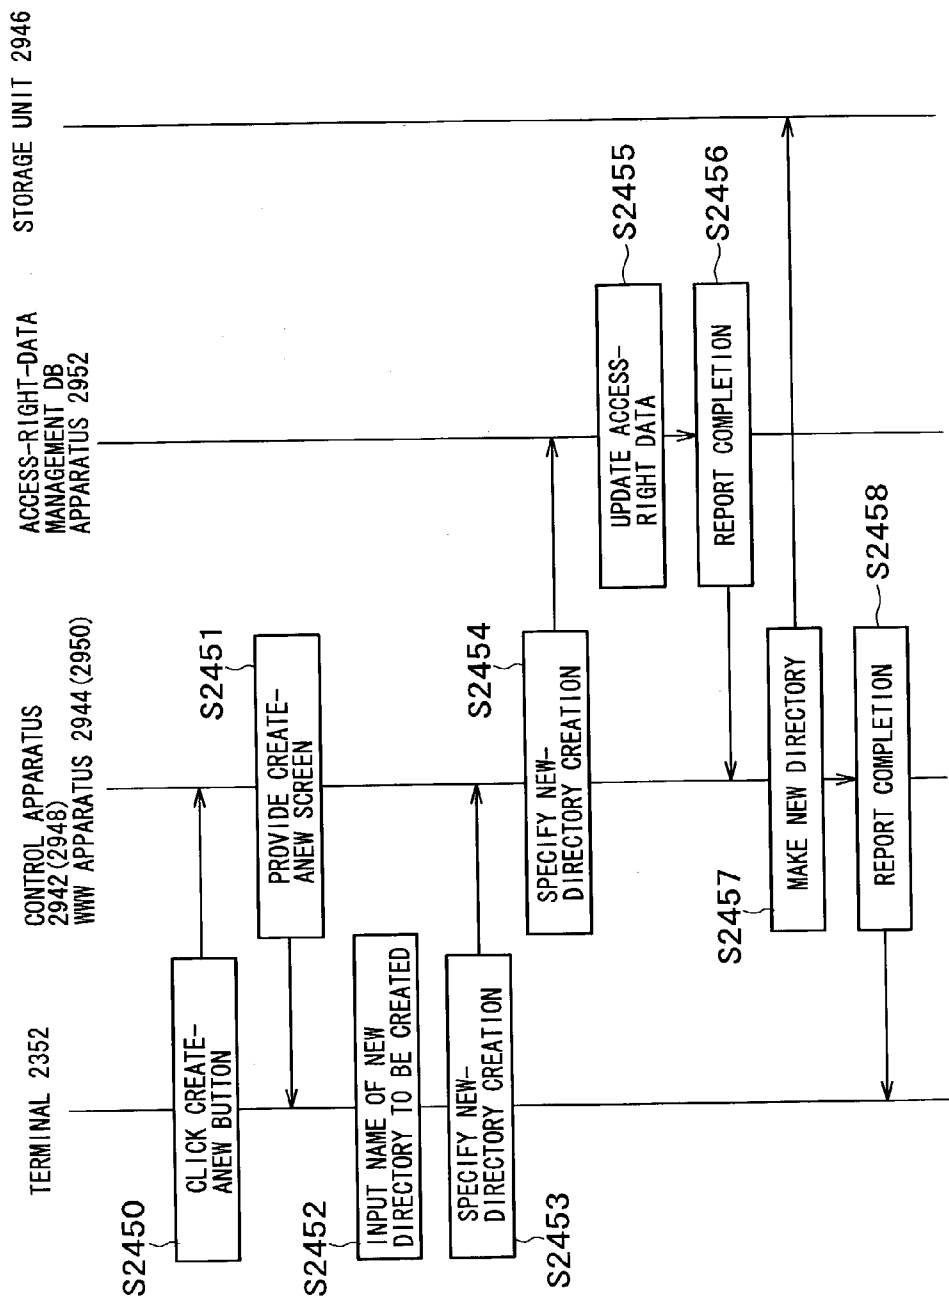 TERMINAL 2352
CONTROL APPARATUS
2942(2948)
WWW APPARATUS 2944(2950)
ACCESS-RIGHT-DATA
MANAGEMENT DB
APPARATUS 2952
STORAGE UNIT 2946
S2450
CLICK CREATE-
ANEW BUTTON
S2451
PROVIDE CREATE-
ANEW SCREEN
S2452
INPUT NAME OF NEW
DIRECTORY TO BE CREATED
S2453
SPECIFY NEW-
DIRECTORY CREATION
S2454
SPECIFY NEW-
DIRECTORY CREATION
S2455
UPDATE ACCESS-
RIGHT DATA
S2456
REPORT COMPLETION
S2457
MAKE NEW DIRECTORY
S2458
REPORT COMPLETION